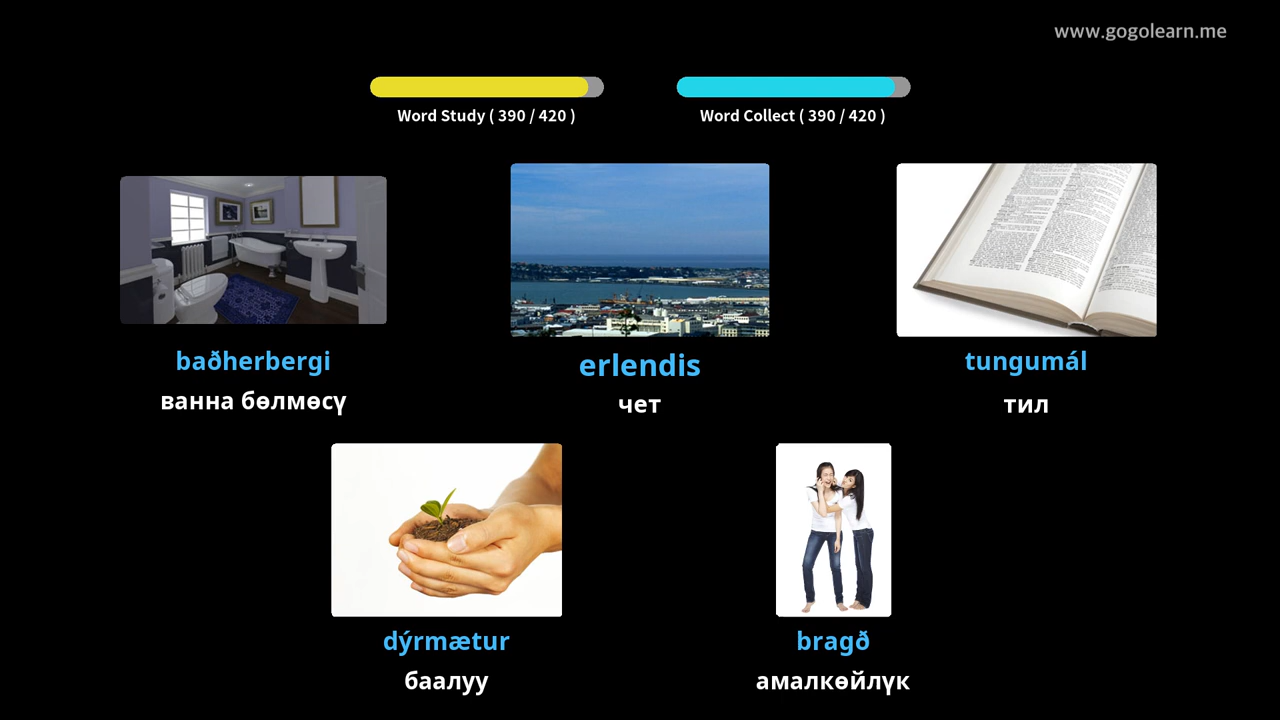 www.gogolearn.me
Word Study ( 390 / 420 )
Word Collect ( 390 / 420 )
baðherbergi
ванна бөлмөсү
erlendis
чет
tungumál
тил
dýrmætur
баалуу
bragð
амалкөйлүк